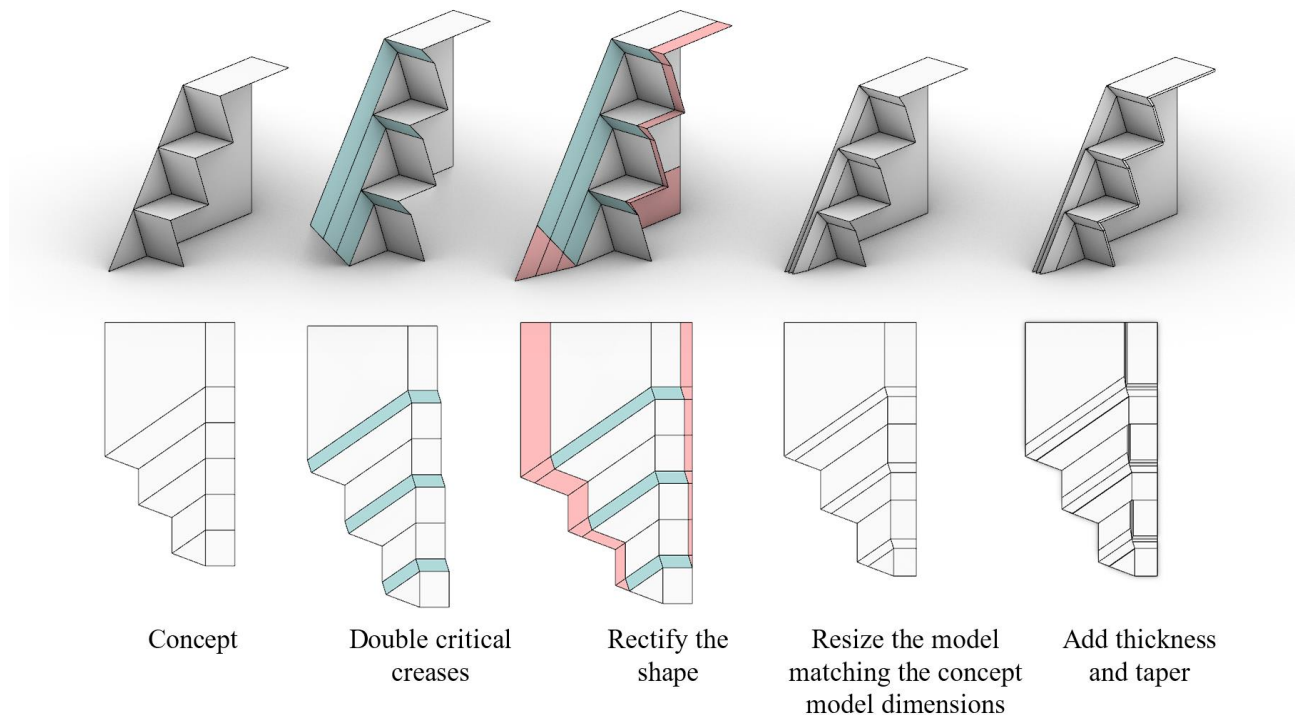 Concept
Double critical
creases
Rectify the
shape
Resize the model
matching the concept
model dimensions
Add thickness
and taper